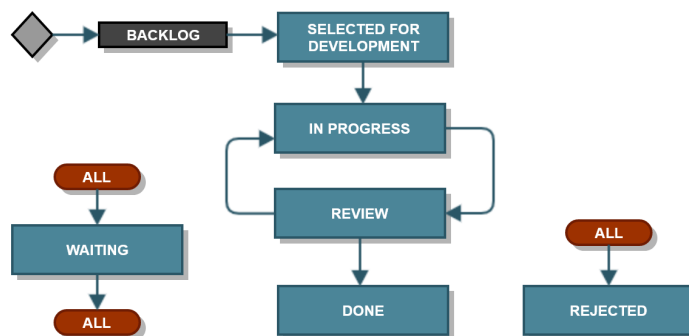 BACKLOG
SELECTED FOR
DEVELOPMENT
IN PROGRESS
ALL
REVIEW
ALL
WAITING
ALL
DONE
REJECTED